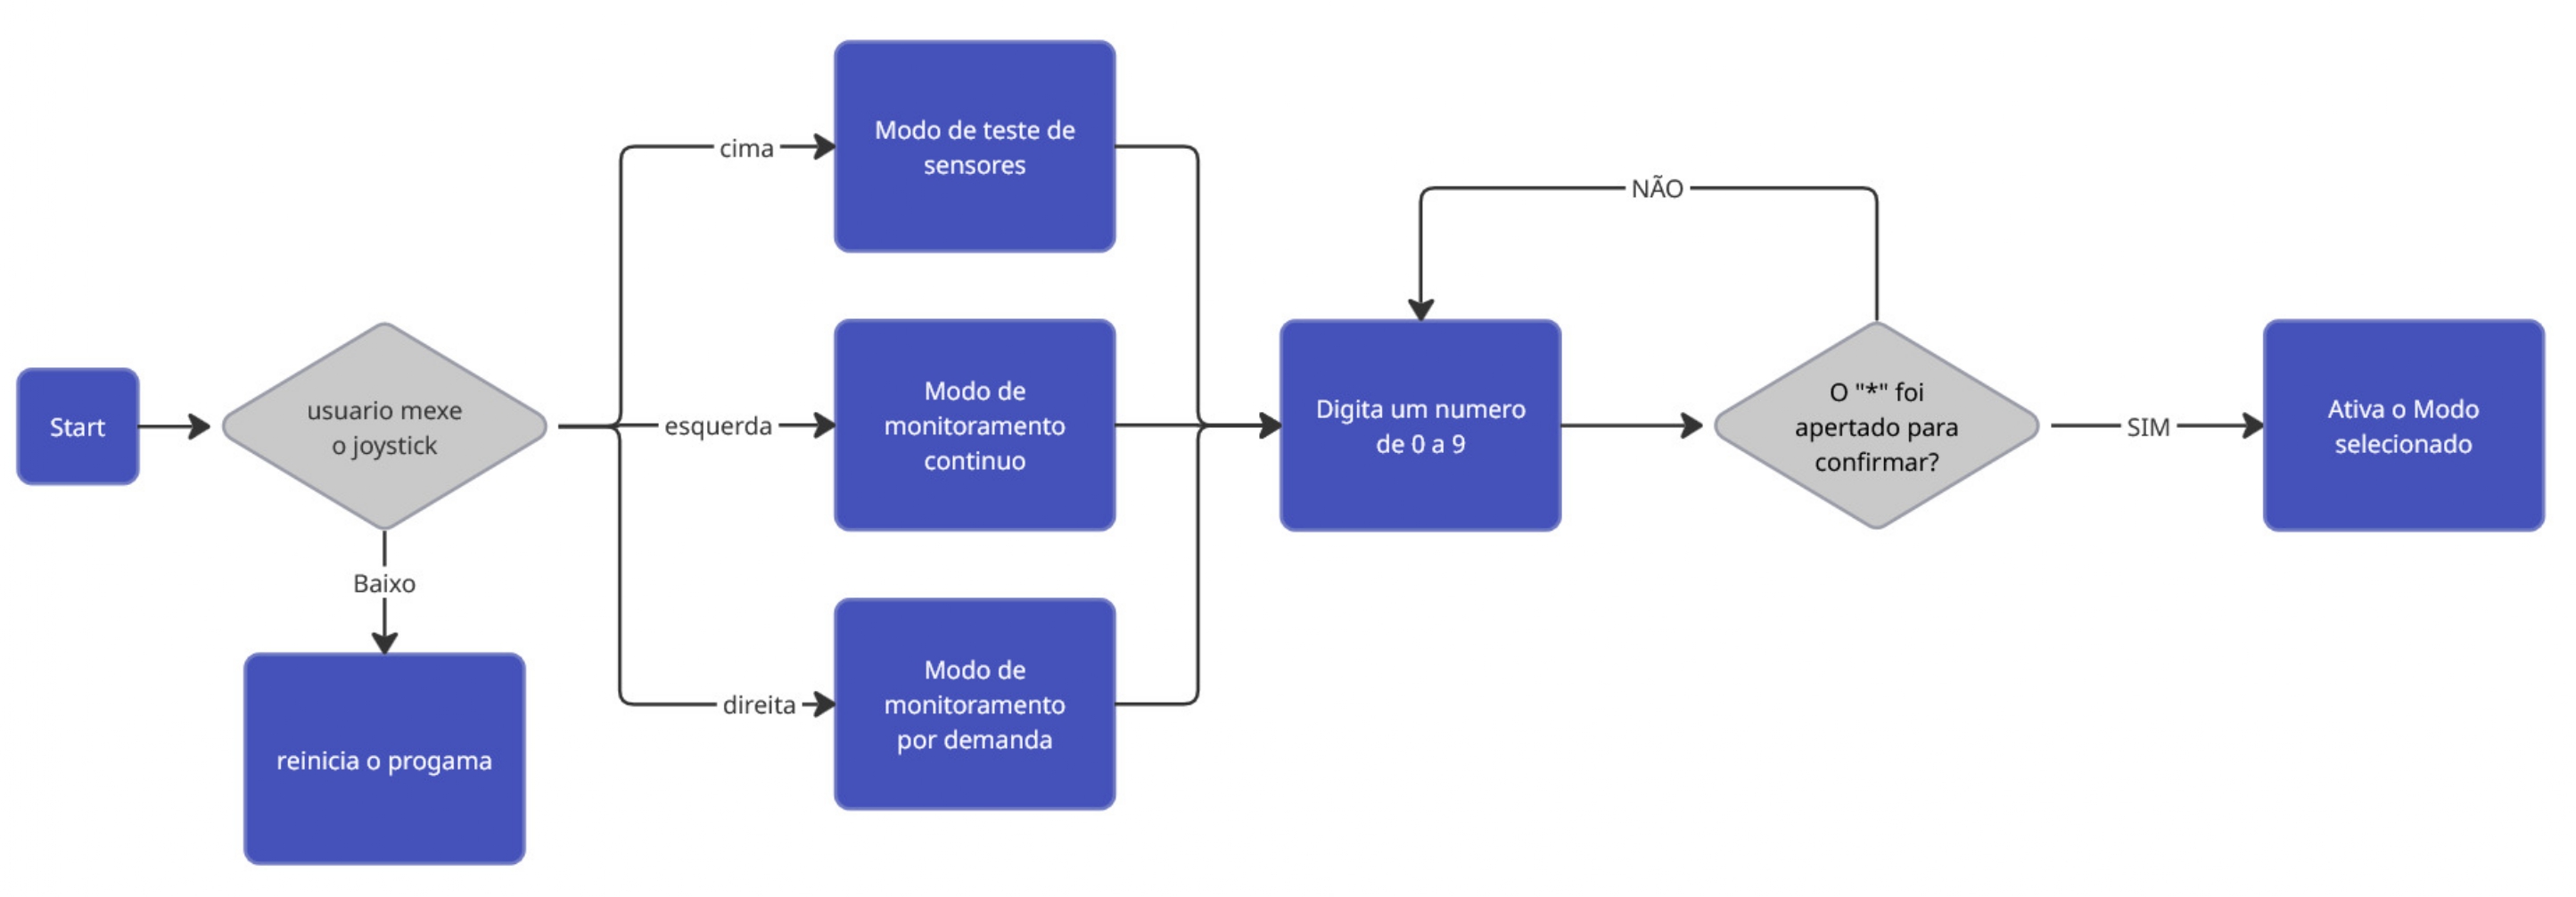 Start
usuario mexe
o joystick
Baixo
reinicia o progama
cima
Modo de teste de
sensores
esquerda
Modo de
monitoramento
continuo
direita
Modo de
monitoramento
por demanda
Digita um numero
de 0 a 9
NÃO
O "*" foi
apertado para
confirmar?
SIM
Ativa o Modo
selecionado